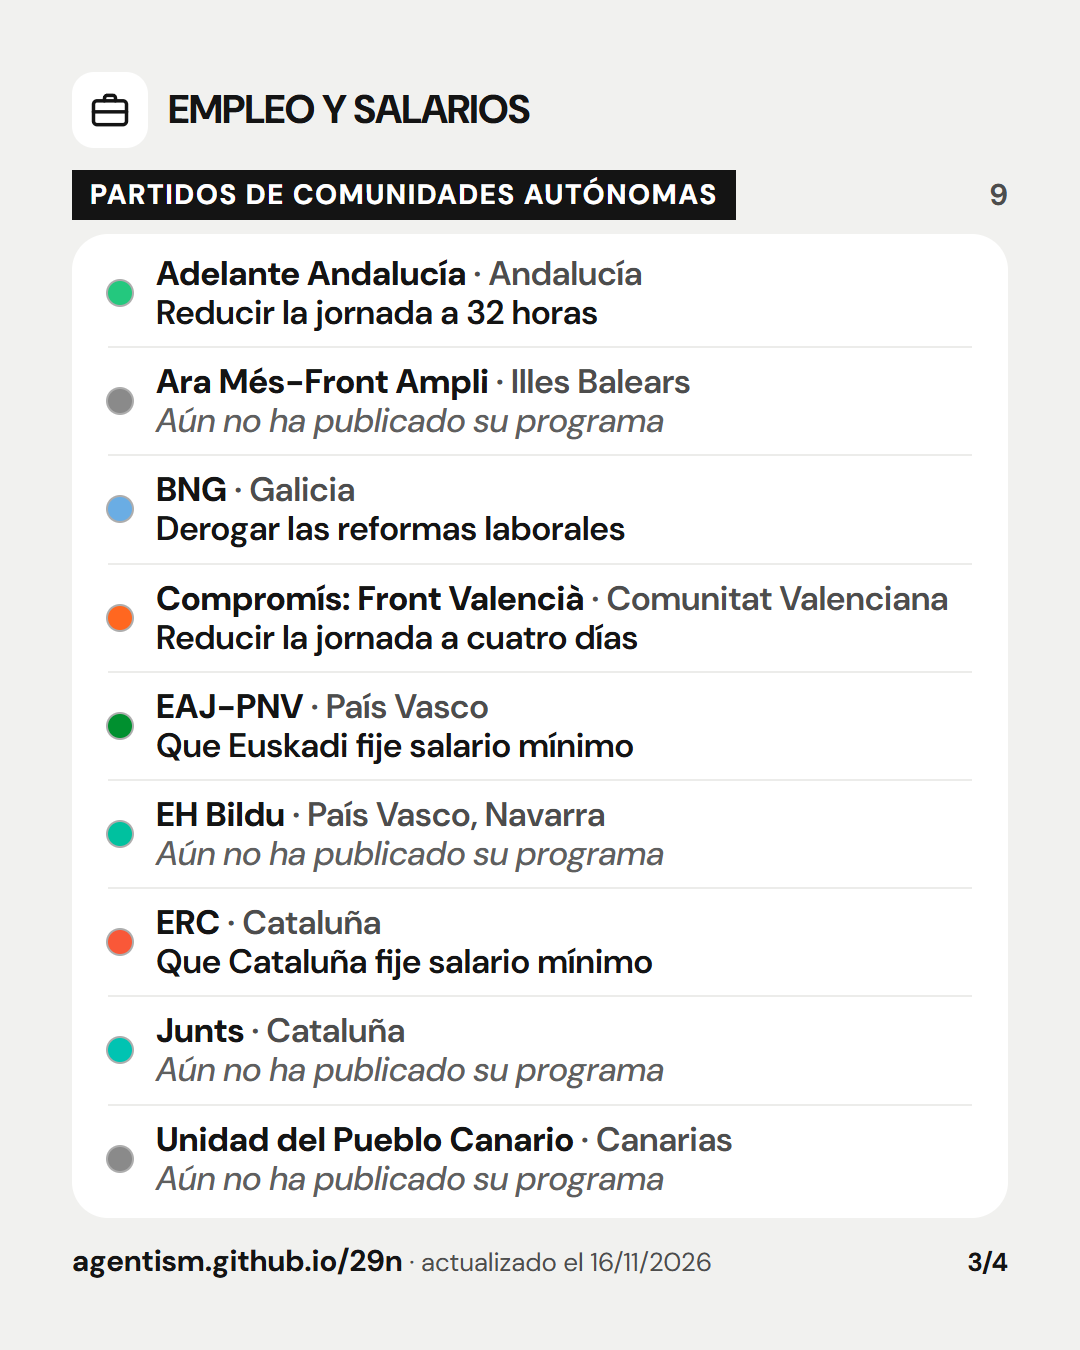 EMPLEO Y SALARIOS
PARTIDOS DE COMUNIDADES AUTÓNOMAS 9
Adelante Andalucía · Andalucía
Reducir la jornada a 32 horas
Ara Més-Front Ampli · Illes Balears
Aún no ha publicado su programa
BNG · Galicia
Derogar las reformas laborales
Compromís: Front Valencià · Comunitat Valenciana
Reducir la jornada a cuatro días
EAJ-PNV · País Vasco
Que Euskadi fije salario mínimo
EH Bildu · País Vasco, Navarra
Aún no ha publicado su programa
ERC · Cataluña
Que Cataluña fije salario mínimo
Junts · Cataluña
Aún no ha publicado su programa
Unidad del Pueblo Canario · Canarias
Aún no ha publicado su programa
agentism.github.io/29n · actualizado el 16/11/2026 3/4